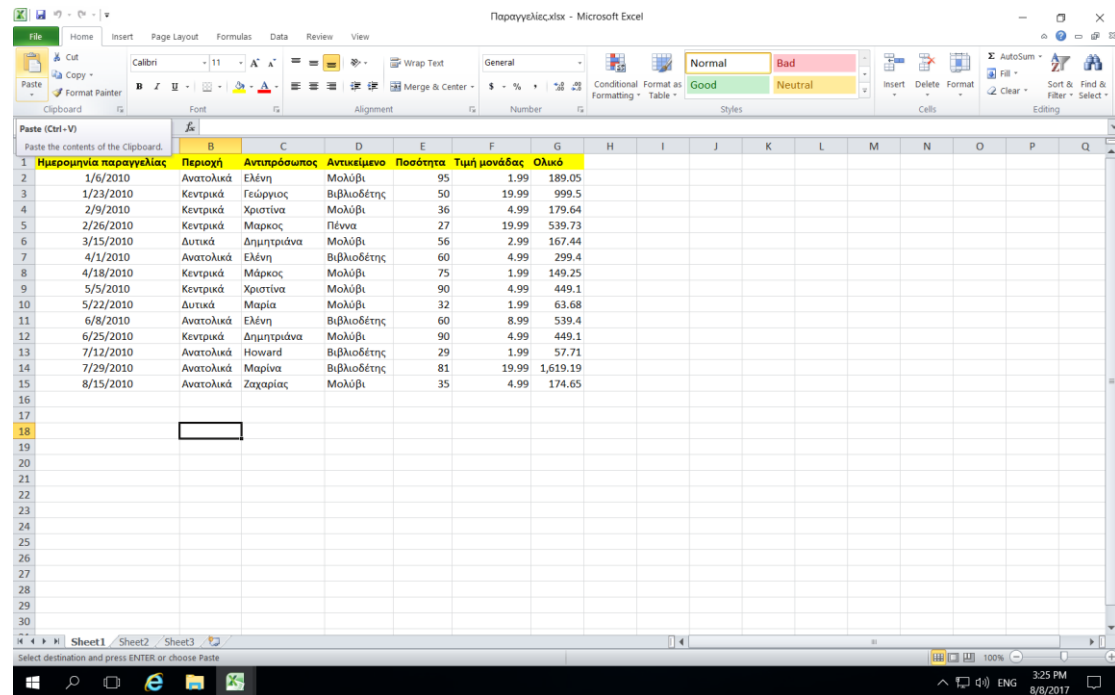 Παραγγελίες.xlsx - Microsoft Excel
File Home Insert Page Layout Formulas Data Review View
Paste Cut Copy Format Painter Clipboard
Calibri 11 B I U Font
Wrap Text Merge & Center Alignment
General $ % , Number
Conditional Formatting Format as Table Normal Bad Good Neutral Styles
Insert Delete Format Cells
AutoSum Fill Clear Sort & Filter Find & Select Editing
Paste (Ctrl+V)
Paste the contents of the Clipboard.
fx
B C D E F G H I J K L M N O P Q
1 Ημερομηνία παραγγελίας Περιοχή Αντιπρόσωπος Αντικείμενο Ποσότητα Τιμή μονάδας Ολικό
2 1/6/2010 Ανατολικά Ελένη Μολύβι 95 1.99 189.05
3 1/23/2010 Κεντρικά Γεώργιος Βιβλιοδέτης 50 19.99 999.5
4 2/9/2010 Κεντρικά Χριστίνα Μολύβι 36 4.99 179.64
5 2/26/2010 Κεντρικά Μαρκος Πέννα 27 19.99 539.73
6 3/15/2010 Δυτικά Δημητριάνα Μολύβι 56 2.99 167.44
7 4/1/2010 Ανατολικά Ελένη Βιβλιοδέτης 60 4.99 299.4
8 4/18/2010 Κεντρικά Μάρκος Μολύβι 75 1.99 149.25
9 5/5/2010 Κεντρικά Χριστίνα Μολύβι 90 4.99 449.1
10 5/22/2010 Δυτικά Μαρία Μολύβι 32 1.99 63.68
11 6/8/2010 Ανατολικά Ελένη Βιβλιοδέτης 60 8.99 539.4
12 6/25/2010 Κεντρικά Δημητριάνα Μολύβι 90 4.99 449.1
13 7/12/2010 Ανατολικά Howard Βιβλιοδέτης 29 1.99 57.71
14 7/29/2010 Ανατολικά Μαρίνα Βιβλιοδέτης 81 19.99 1,619.19
15 8/15/2010 Ανατολικά Ζαχαρίας Μολύβι 35 4.99 174.65
16
17
18
19
20
21
22
23
24
25
26
27
28
29
30
Sheet1 Sheet2 Sheet3
Select destination and press ENTER or choose Paste 100%
ENG 3:25 PM
8/8/2017